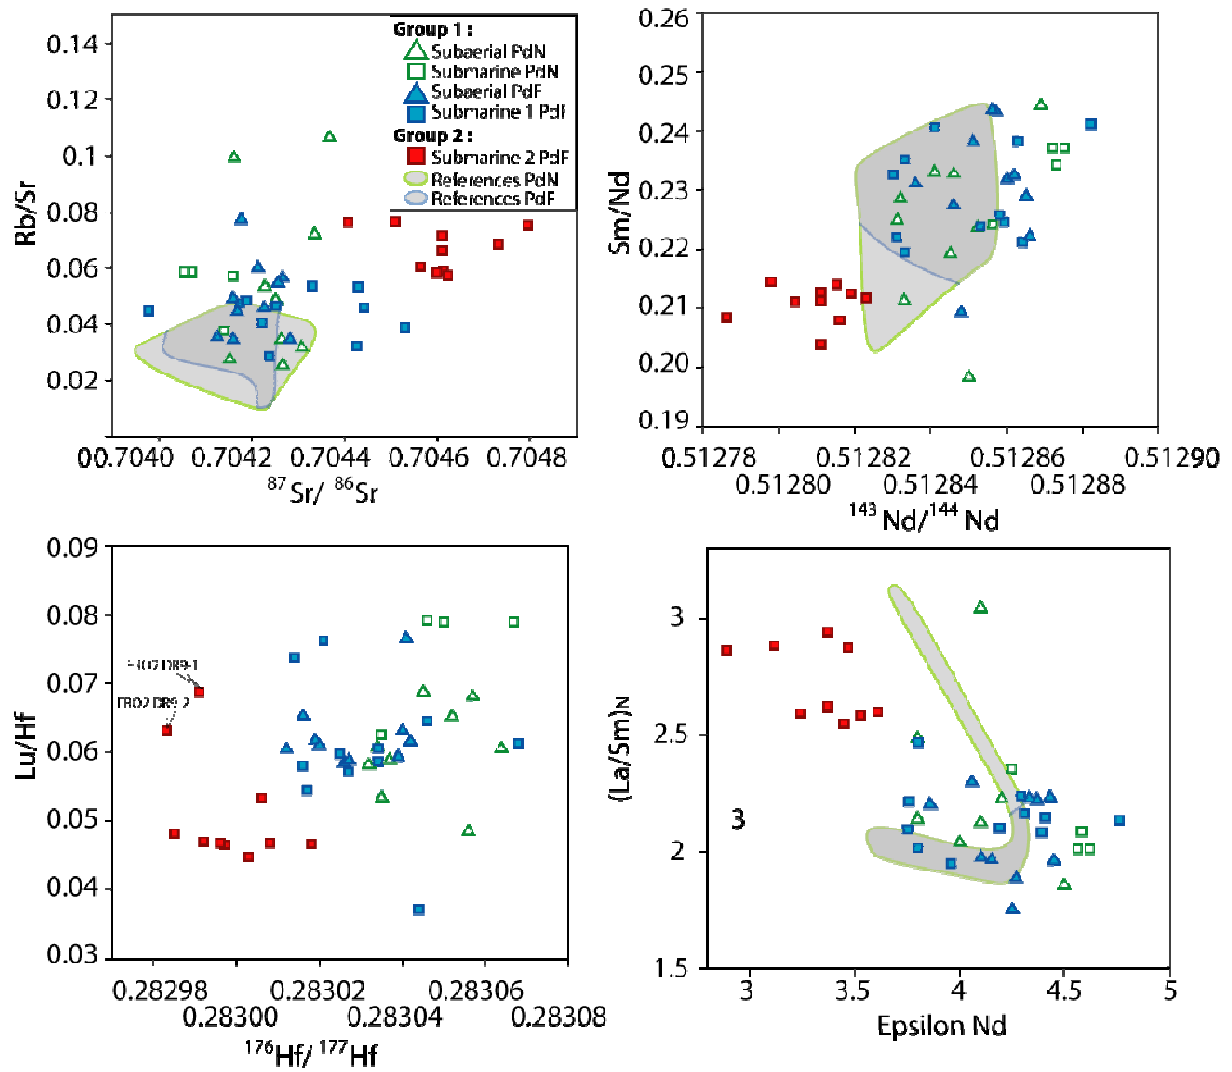 Group 1 :
Subaerial PdN
Submarine PdN
Subaerial PdF
Submarine 1 PdF
Group 2 :
Submarine 2 PdF
References PdN
References PdF
0.14
0.12
0.1
0.08
0.06
0.04
0.02
Rb/Sr
00.7040 0.7042 0.7044 0.7046 0.7048
87Sr/ 86Sr
0.26
0.25
0.24
0.23
0.22
0.21
0.20
0.19
Sm/Nd
0.51278 0.51282 0.51286 0.51290
0.51280 0.51284 0.51288
143Nd/144 Nd
0.09
0.08
0.07
0.06
0.05
0.04
0.03
Lu/Hf
DR9-2
0.28298 0.28302 0.28306
0.28300 0.28304 0.28308
176Hf/ 177Hf
3
2.5
2
1.5
(La/Sm)N
3
3 3.5 4 4.5 5
Epsilon Nd